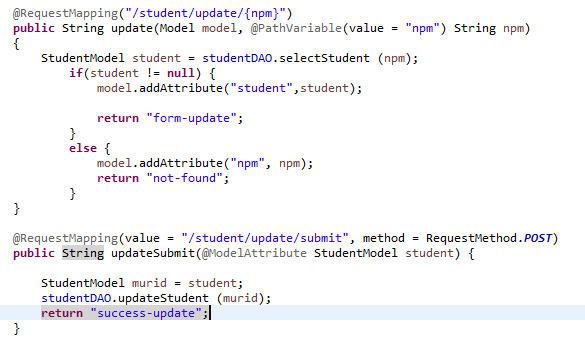 @RequestMapping("/student/update/{npm}")
public String update(Model model, @PathVariable(value = "npm") String npm)
{
    StudentModel student = studentDAO.selectStudent (npm);
        if(student != null) {
            model.addAttribute("student",student);

            return "form-update";
        }
        else {
            model.addAttribute("npm", npm);
            return "not-found";
        }
}

@RequestMapping(value = "/student/update/submit", method = RequestMethod.POST)
public String updateSubmit(@ModelAttribute StudentModel student) {

    StudentModel murid = student;
    studentDAO.updateStudent (murid);
    return "success-update";
}